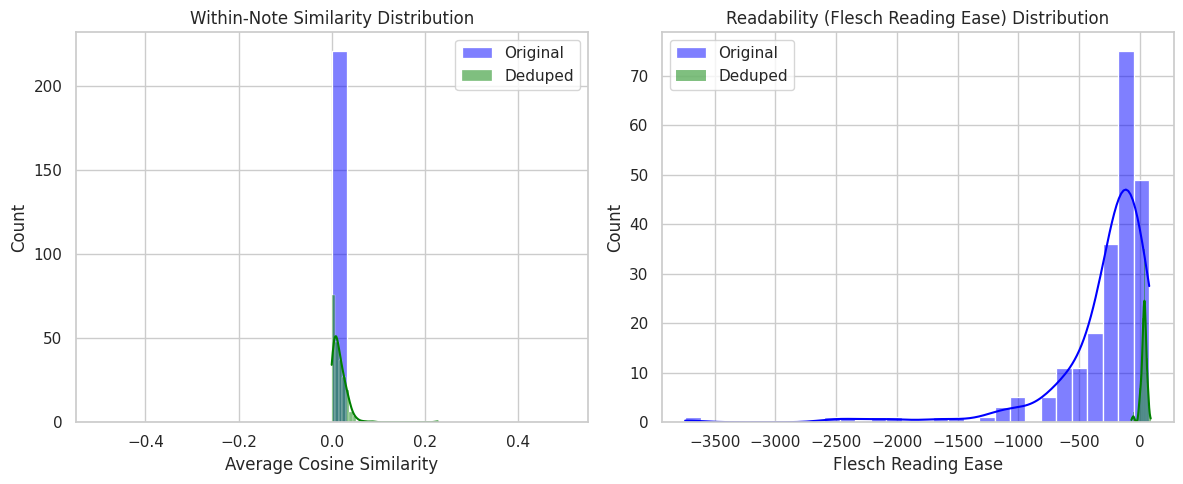 Within-Note Similarity Distribution
Original
Deduped
200
150
100
50
0
Count
−0.4
−0.2
0.0
0.2
0.4
Average Cosine Similarity
Readability (Flesch Reading Ease) Distribution
Original
Deduped
70
60
50
40
30
20
10
0
Count
−3500
−3000
−2500
−2000
−1500
−1000
−500
0
Flesch Reading Ease